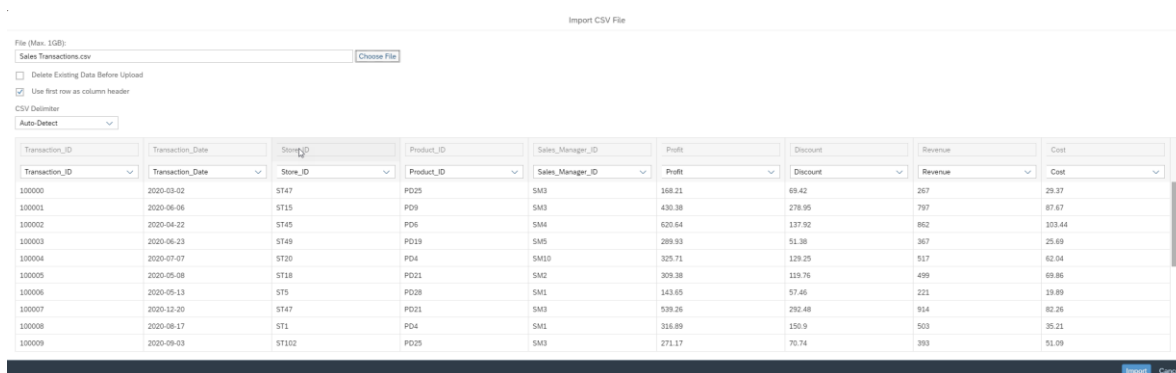 Import CSV File
File (Max. 1GB):
Sales Transactions.csv Choose File
Delete Existing Data Before Upload
Use first row as column header
CSV Delimiter
Auto-Detect
Transaction_ID Transaction_Date Store_ID Product_ID Sales_Manager_ID Profit Discount Revenue Cost
Transaction_ID Transaction_Date Store_ID Product_ID Sales_Manager_ID Profit Discount Revenue Cost
100000 2020-03-02 ST47 PD25 SM3 168.21 69.42 267 29.37
100001 2020-06-06 ST15 PD9 SM3 430.38 278.95 797 87.67
100002 2020-04-22 ST45 PD6 SM4 620.64 137.92 862 103.44
100003 2020-06-23 ST49 PD19 SM5 289.93 51.38 367 25.69
100004 2020-07-07 ST20 PD4 SM10 325.71 129.25 517 62.04
100005 2020-05-08 ST18 PD21 SM2 309.38 119.76 499 69.86
100006 2020-05-13 ST5 PD28 SM1 143.65 57.46 221 19.89
100007 2020-12-20 ST47 PD21 SM3 539.26 292.48 914 82.26
100008 2020-08-17 ST1 PD4 SM1 316.89 150.9 503 35.21
100009 2020-09-03 ST102 PD25 SM3 271.17 70.74 393 51.09
Import Canc